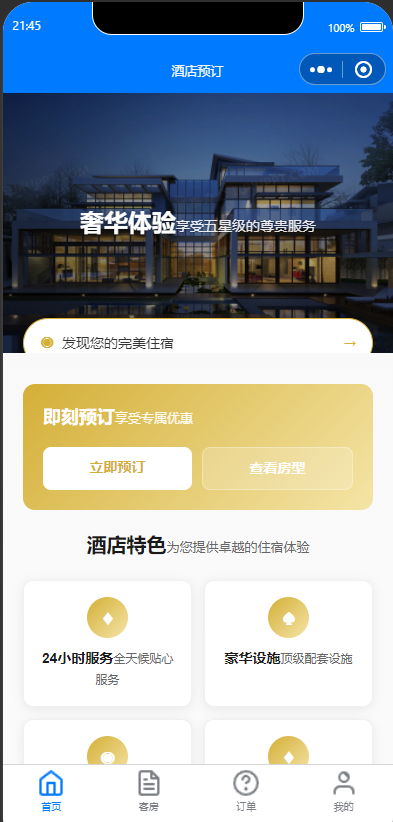 21:45
100%
酒店预订
奢华体验享受五星级的尊贵服务
发现您的完美住宿 →
即刻预订享受专属优惠
立即预订 查看房型
酒店特色为您提供卓越的住宿体验
24小时服务全天候贴心
服务
豪华设施顶级配套设施
首页 客房 订单 我的